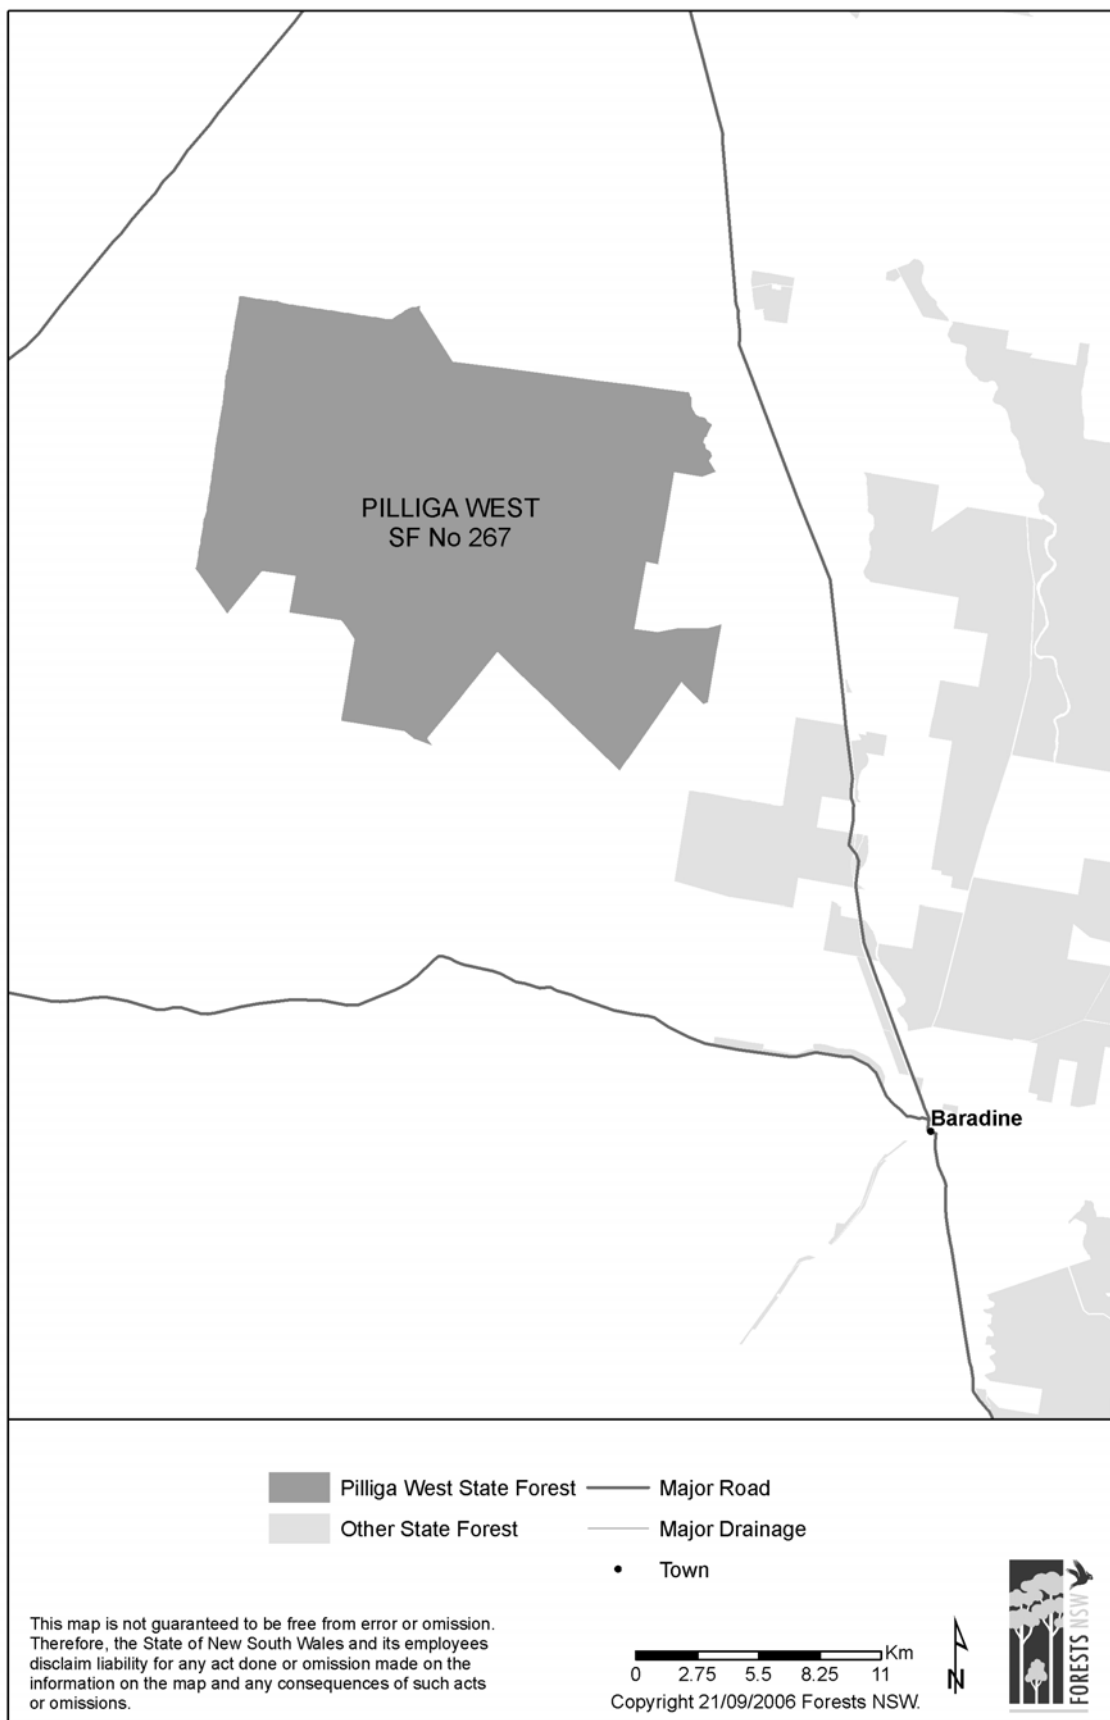 PILLIGA WEST
SF No 267
Baradine
Pilliga West State Forest
Major Road
Other State Forest
Major Drainage
Town
This map is not guaranteed to be free from error or omission.
Therefore, the State of New South Wales and its employees
disclaim liability for any act done or omission made on the
information on the map and any consequences of such acts
or omissions.
Km
0 2.75 5.5 8.25 11
Copyright 21/09/2006 Forests NSW.
N
FORESTS NSW